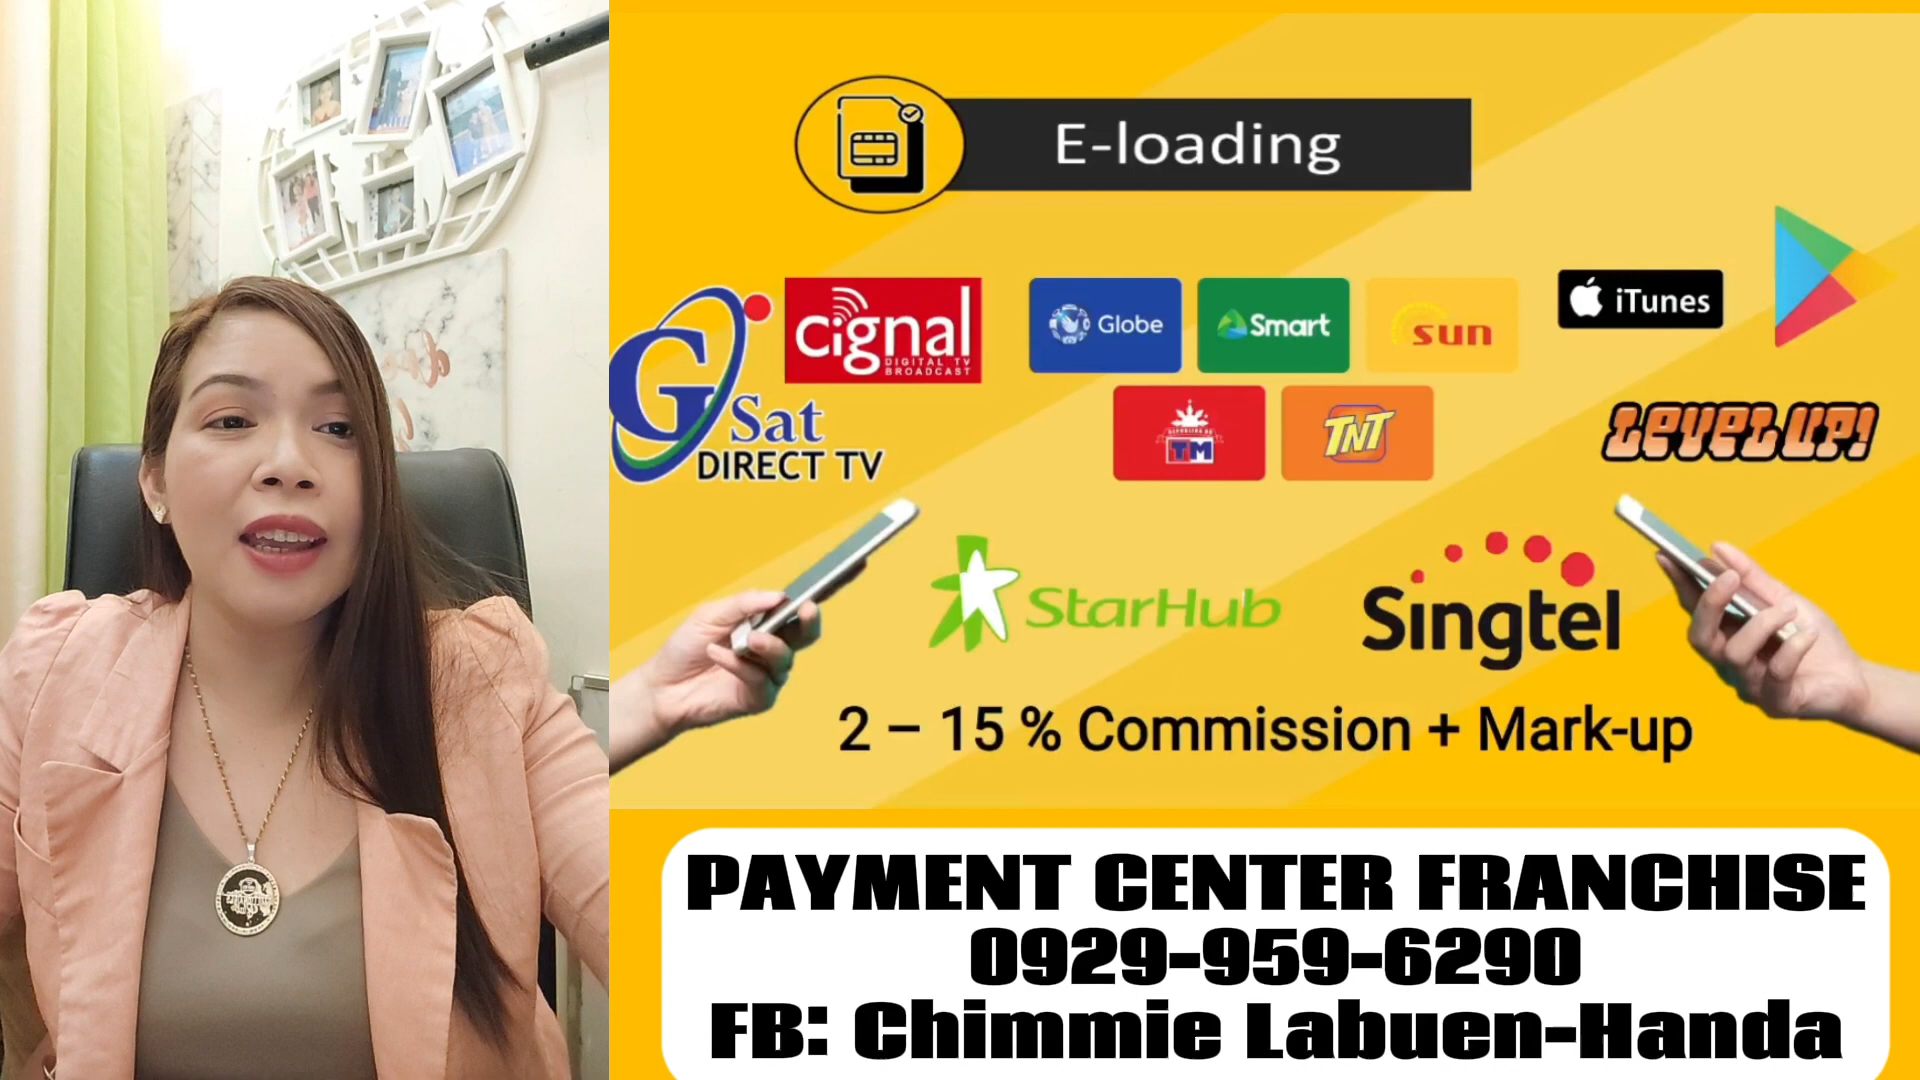 E-loading
G
Sat
DIRECT TV
cignal
DIGITAL TV
BROADCAST
Globe
Smart
sun
iTunes
TM
TNT
LEVEL UP!
StarHub
Singtel
2 – 15 % Commission + Mark-up
PAYMENT CENTER FRANCHISE
0929-959-6290
FB: Chimmie Labuen-Handa